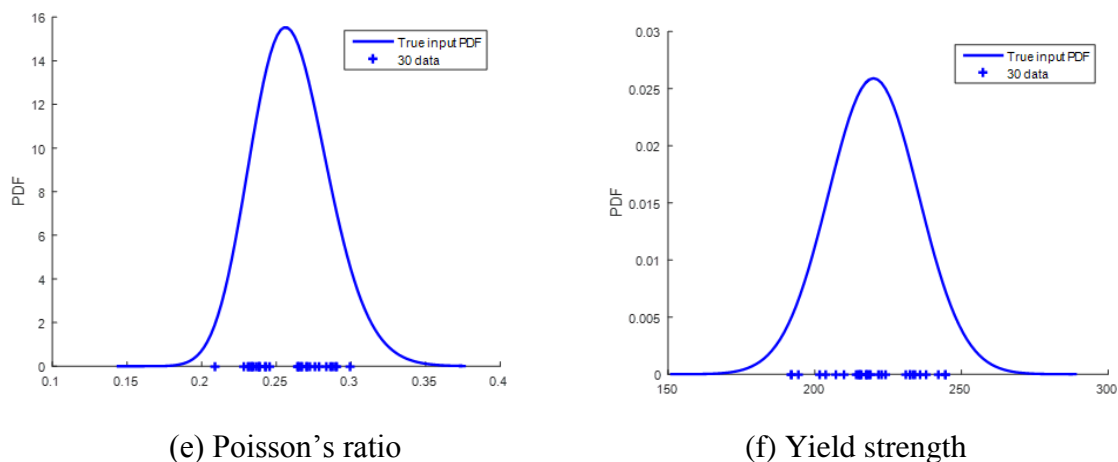 16
14
12
10
8
6
4
2
0
PDF
True input PDF
30 data
0.1 0.15 0.2 0.25 0.3 0.35 0.4
(e) Poisson’s ratio
0.03
0.025
0.02
0.015
0.01
0.005
0
PDF
True input PDF
30 data
150 200 250 300
(f) Yield strength